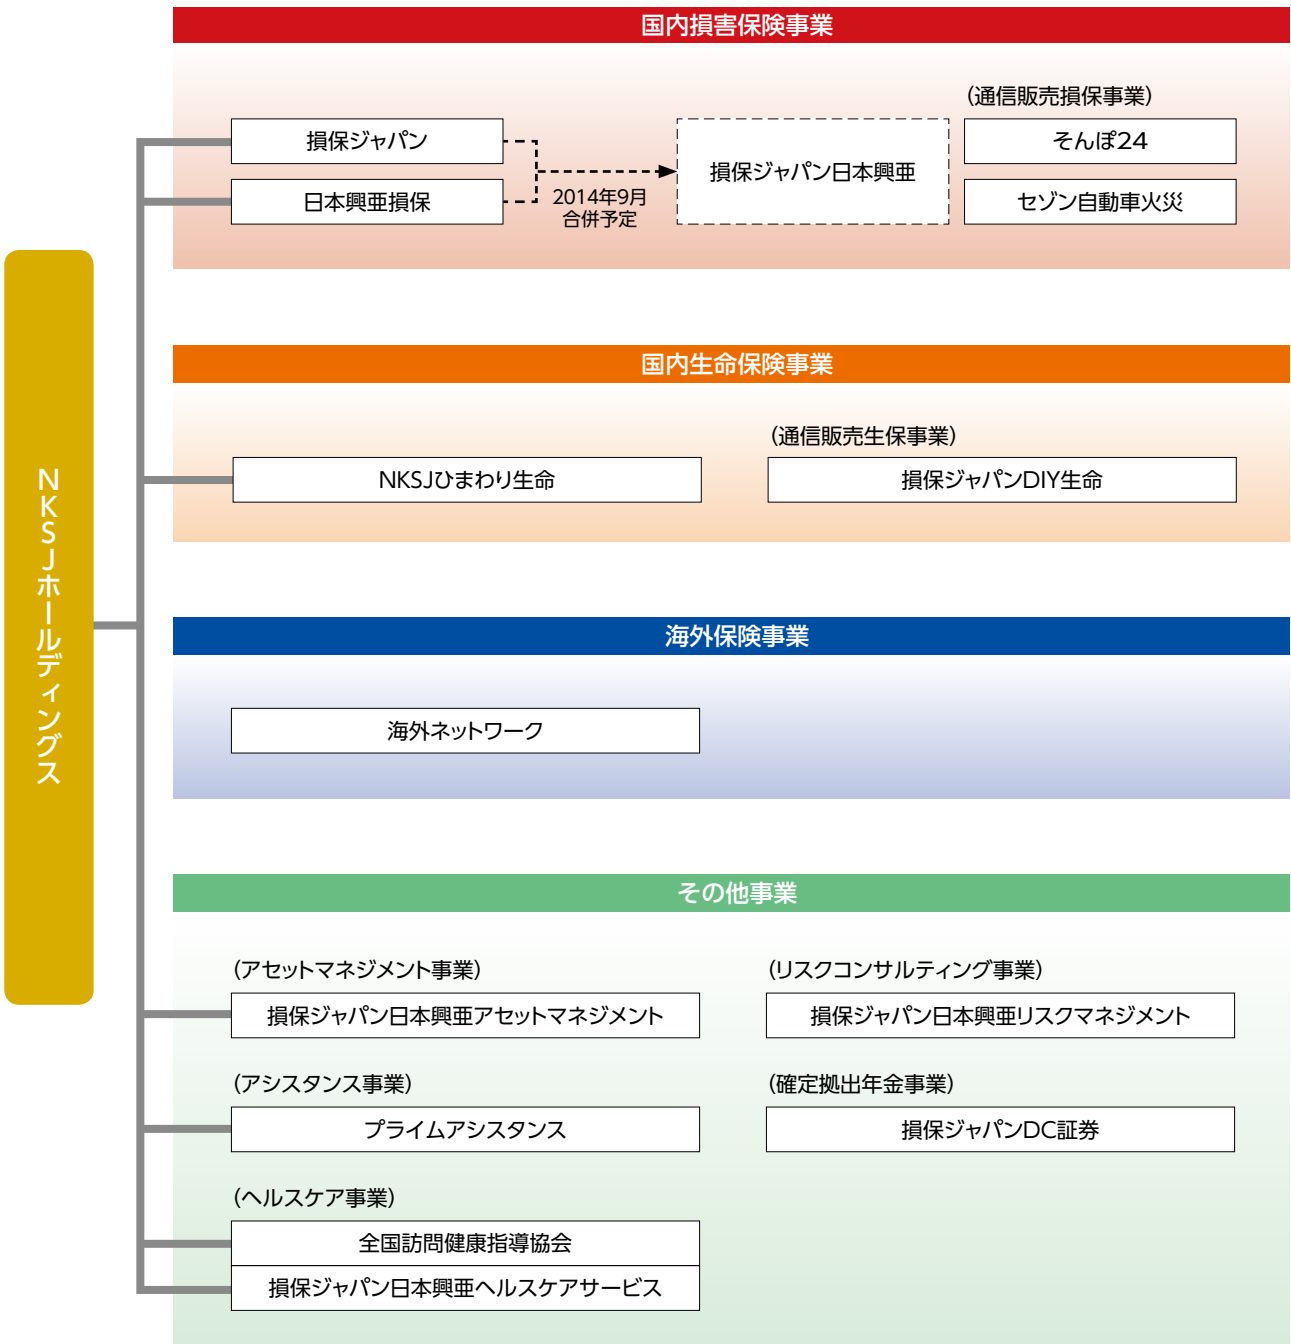 NKSJホールディングス
国内損害保険事業
損保ジャパン
日本興亜損保
2014年9月
合併予定
損保ジャパン日本興亜
(通信販売損保事業)
そんぽ24
セゾン自動車火災
国内生命保険事業
NKSJひまわり生命
(通信販売生保事業)
損保ジャパンDIY生命
海外保険事業
海外ネットワーク
その他事業
(アセットマネジメント事業)
損保ジャパン日本興亜アセットマネジメント
(リスクコンサルティング事業)
損保ジャパン日本興亜リスクマネジメント
(アシスタンス事業)
プライムアシスタンス
(確定拠出年金事業)
損保ジャパンDC証券
(ヘルスケア事業)
全国訪問健康指導協会
損保ジャパン日本興亜ヘルスケアサービス